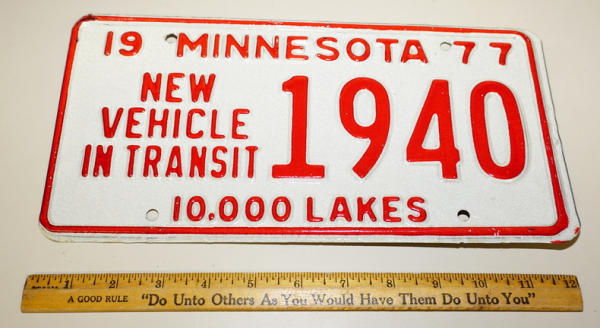 19 MINNESOTA 77
NEW
VEHICLE
IN TRANSIT
1940
10,000 LAKES
1 2 3 4 5 6 7 8 9 10 11 12
A GOOD RULE "Do Unto Others As You Would Have Them Do Unto You"